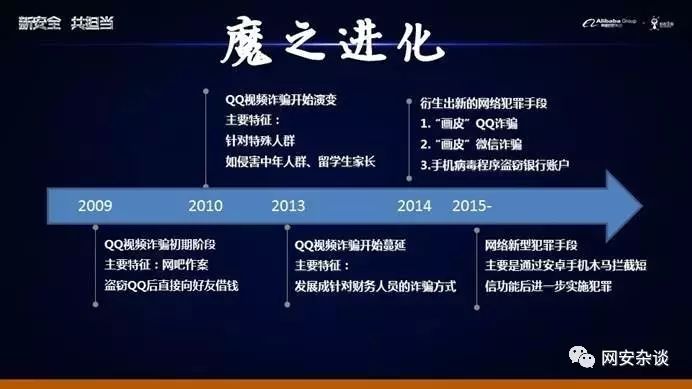 新安全 共担当
Alibaba Group
魔之进化
QQ视频诈骗开始演变
主要特征：
针对特殊人群
如侵害中年人群、留学生家长
衍生出新的网络犯罪手段
1.“画皮”QQ诈骗
2.“画皮”微信诈骗
3.手机病毒程序盗窃银行账户
2009 2010 2013 2014 2015-
QQ视频诈骗初期阶段
主要特征：网吧作案
盗窃QQ后直接向好友借钱
QQ视频诈骗开始蔓延
主要特征：
发展成针对财务人员的诈骗方式
网络新型犯罪手段
主要是通过安卓手机木马拦截短
信功能后进一步实施犯罪
网安杂谈